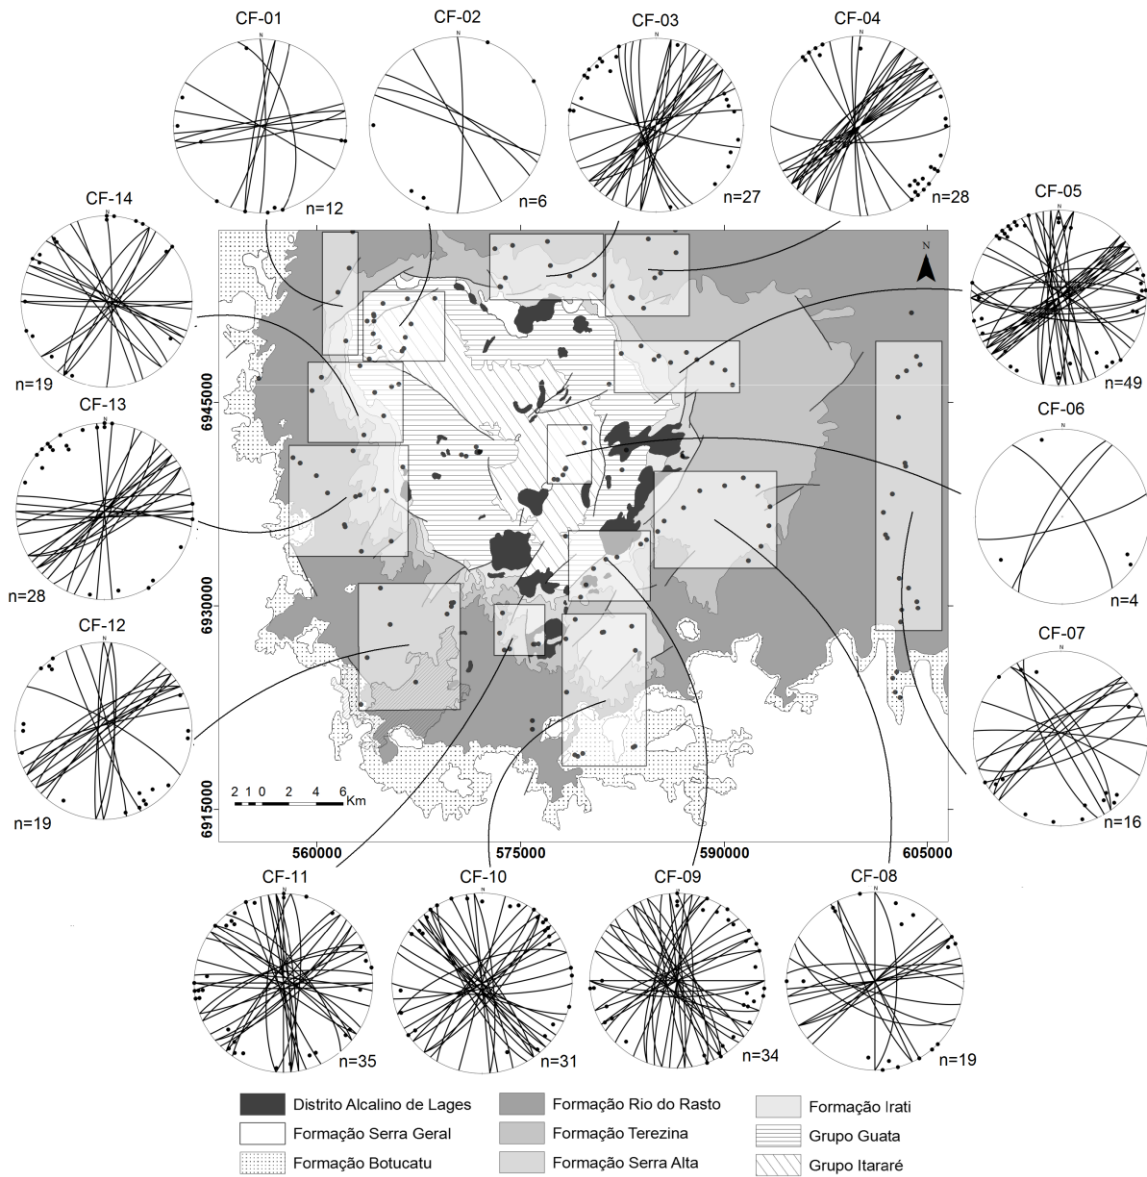 CF-01
CF-02
CF-03
CF-04
N
N
N
N
n=12
n=6
n=27
n=28
CF-14
N
n=19
CF-05
N
n=49
N
CF-13
N
n=28
CF-06
N
n=4
CF-12
N
n=19
CF-07
N
n=16
6945000
6930000
6915000
2 1 0 2 4 6
Km
560000 575000 590000 605000
CF-11
CF-10
CF-09
CF-08
N
N
N
N
n=35
n=31
n=34
n=19
Distrito Alcalino de Lages
Formação Rio do Rasto
Formação Irati
Formação Serra Geral
Formação Terezina
Grupo Guata
Formação Botucatu
Formação Serra Alta
Grupo Itararé